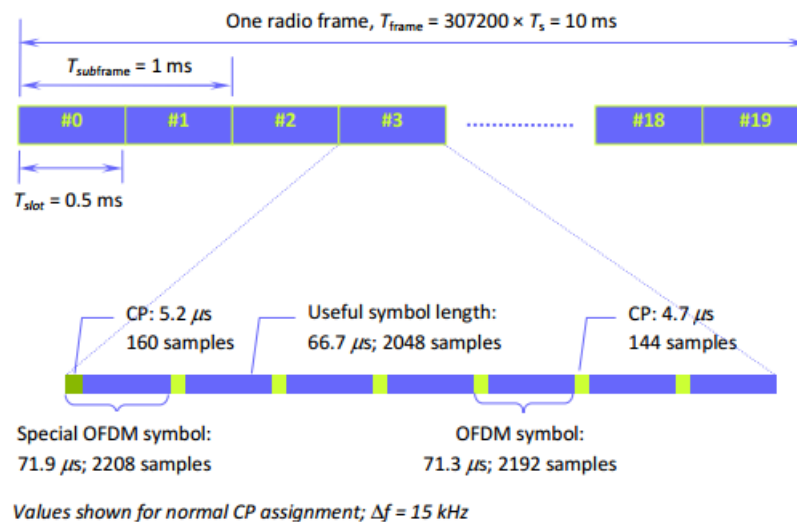 One radio frame, Tframe = 307200 × Ts = 10 ms
Tsubframe = 1 ms
#0 #1 #2 #3 #18 #19
Tslot = 0.5 ms
CP: 5.2 µs
160 samples
Useful symbol length:
66.7 µs; 2048 samples
CP: 4.7 µs
144 samples
Special OFDM symbol:
71.9 µs; 2208 samples
OFDM symbol:
71.3 µs; 2192 samples
Values shown for normal CP assignment; Δf = 15 kHz